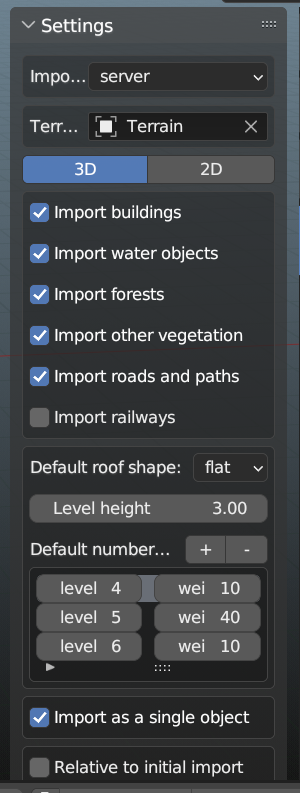 Settings
Impo... server
Terr... Terrain
3D 2D
Import buildings
Import water objects
Import forests
Import other vegetation
Import roads and paths
Import railways
Default roof shape: flat
Level height 3.00
Default number... + -
level 4 wei 10
level 5 wei 40
level 6 wei 10
Import as a single object
Relative to initial import